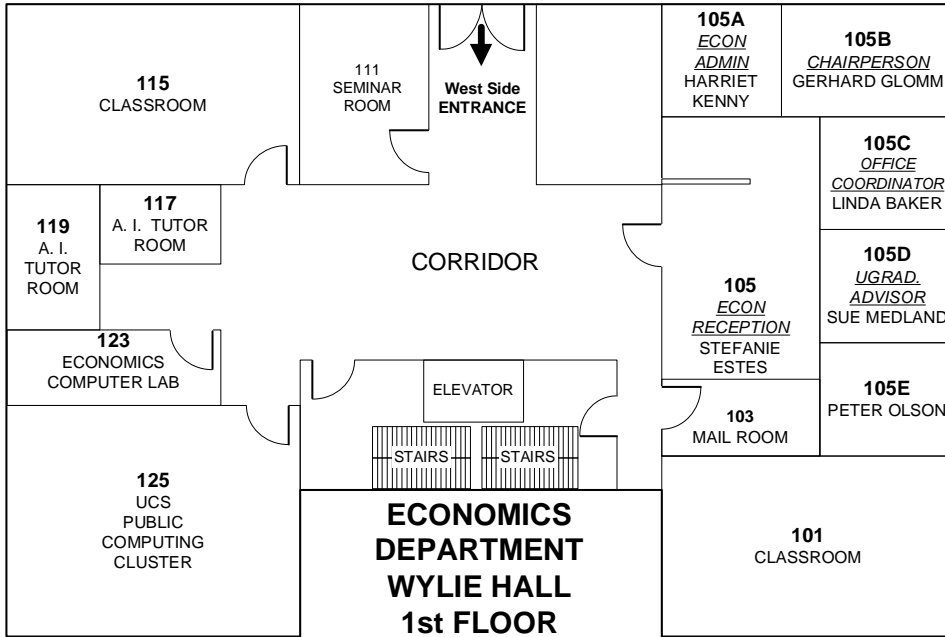 115
CLASSROOM
111
SEMINAR
ROOM
West Side
ENTRANCE
105A
ECON
ADMIN
HARRIET
KENNY
105B
CHAIRPERSON
GERHARD GLOMM
105C
OFFICE
COORDINATOR
LINDA BAKER
119
A. I.
TUTOR
ROOM
117
A. I. TUTOR
ROOM
CORRIDOR
105
ECON
RECEPTION
STEFANIE
ESTES
105D
UGRAD.
ADVISOR
SUE MEDLAND
123
ECONOMICS
COMPUTER LAB
ELEVATOR
STAIRS
STAIRS
103
MAIL ROOM
105E
PETER OLSON
125
UCS
PUBLIC
COMPUTING
CLUSTER
ECONOMICS
DEPARTMENT
WYLIE HALL
1st FLOOR
101
CLASSROOM